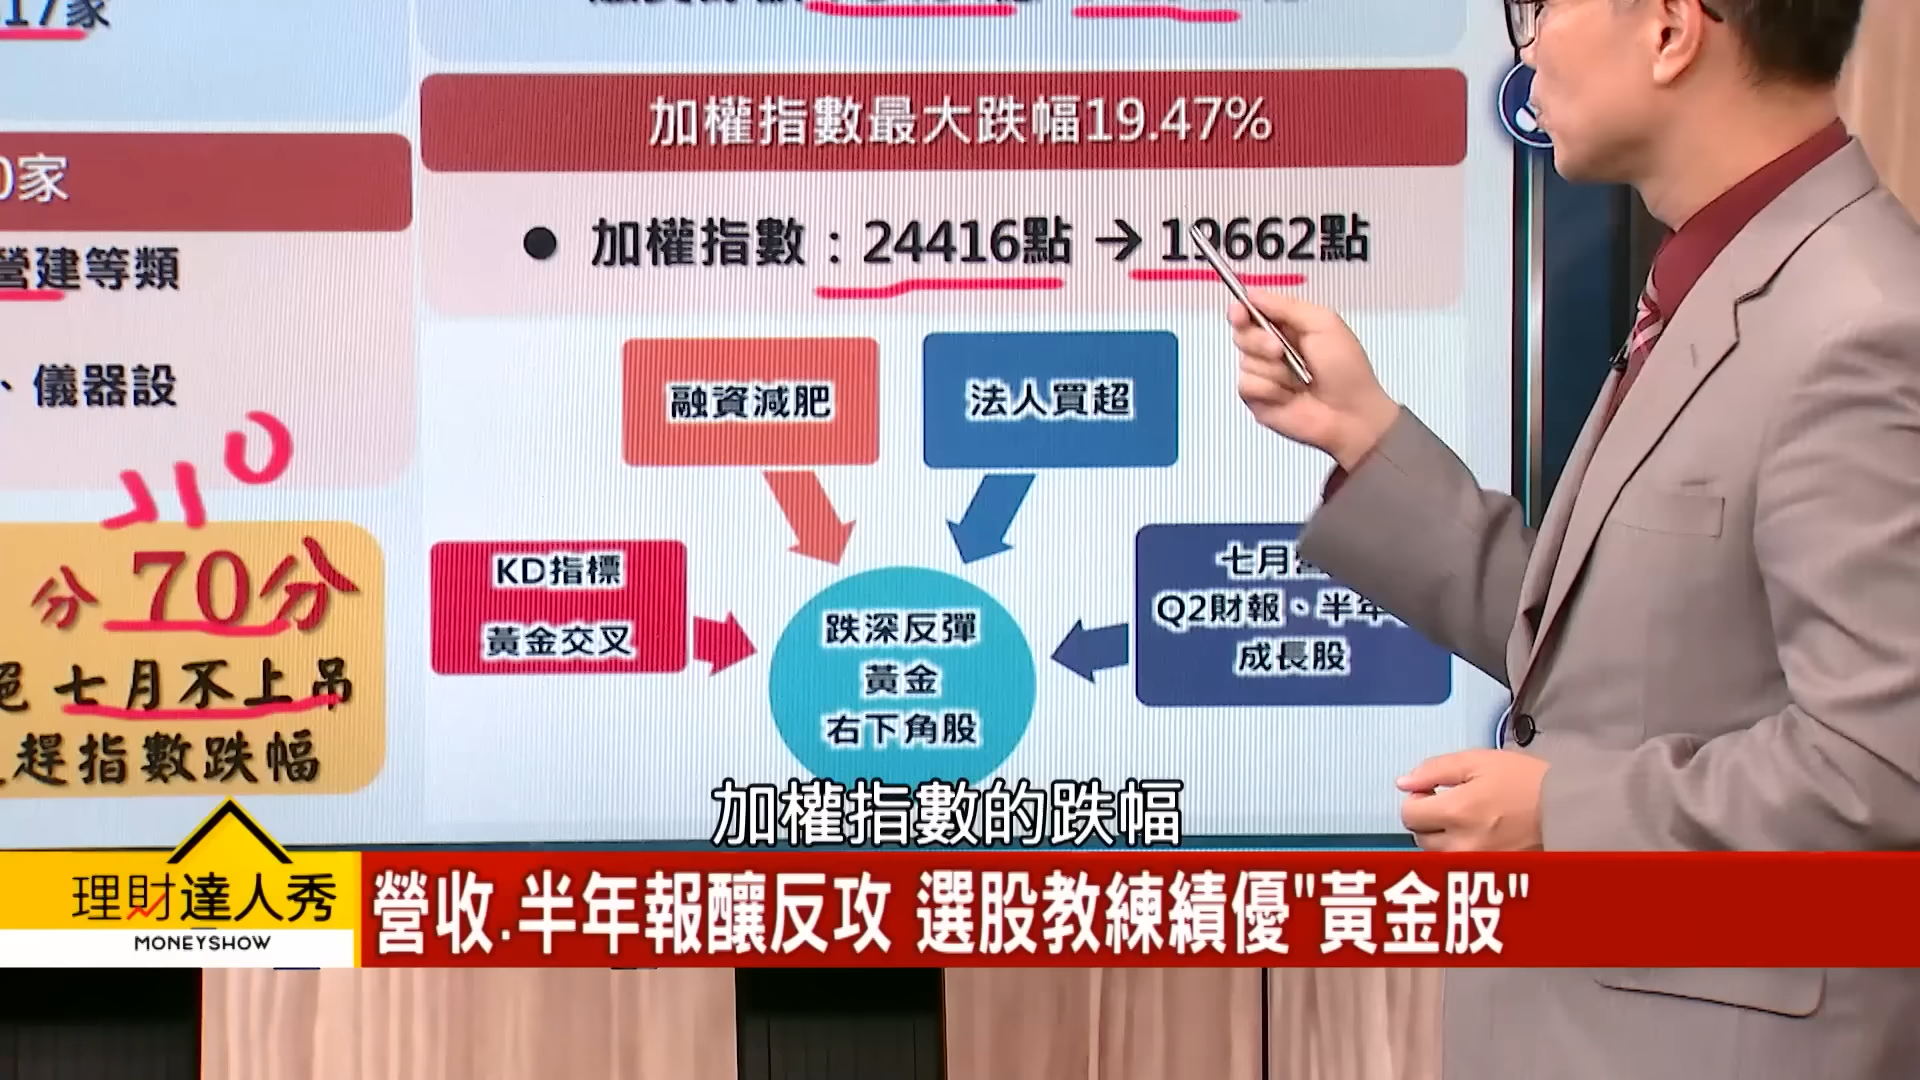 17家
0家
營建等類
、儀器設
110
分 70分
七月不上吊
趕指數跌幅
加權指數最大跌幅19.47%
● 加權指數：24416點 → 19662點
融資減肥
法人買超
KD指標
黃金交叉
跌深反彈
黃金
右下角股
七月
Q2財報、半年
成長股
加權指數的跌幅
理財達人秀
MONEYSHOW
營收.半年報釀反攻 選股教練績優"黃金股"